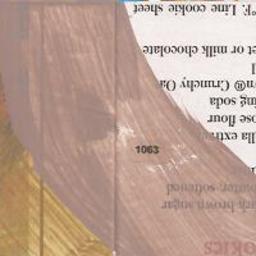 1063
OKIES
ark brown sugar
butter, softened
lla extra
ose flour
ing soda
n® Crunchy Oa
et or milk chocolate
°F. Line cookie sheet